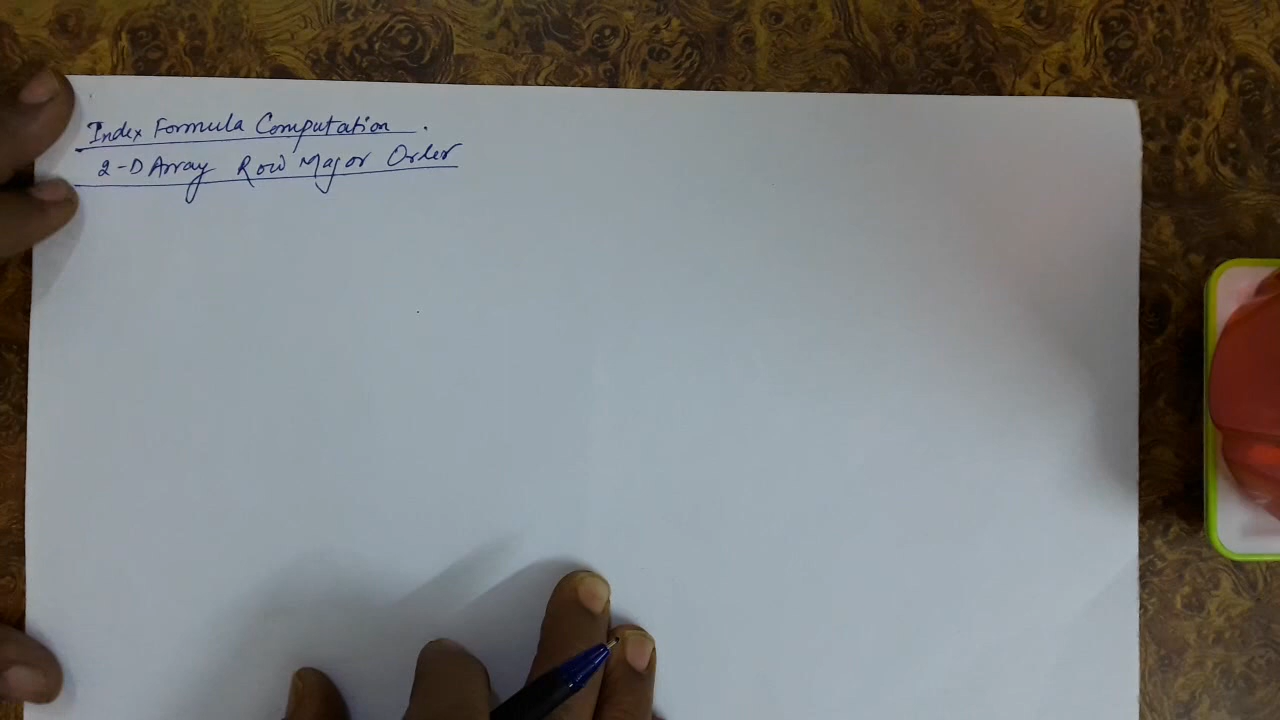 Index Formula Computation.
2-D Array Row Major Order